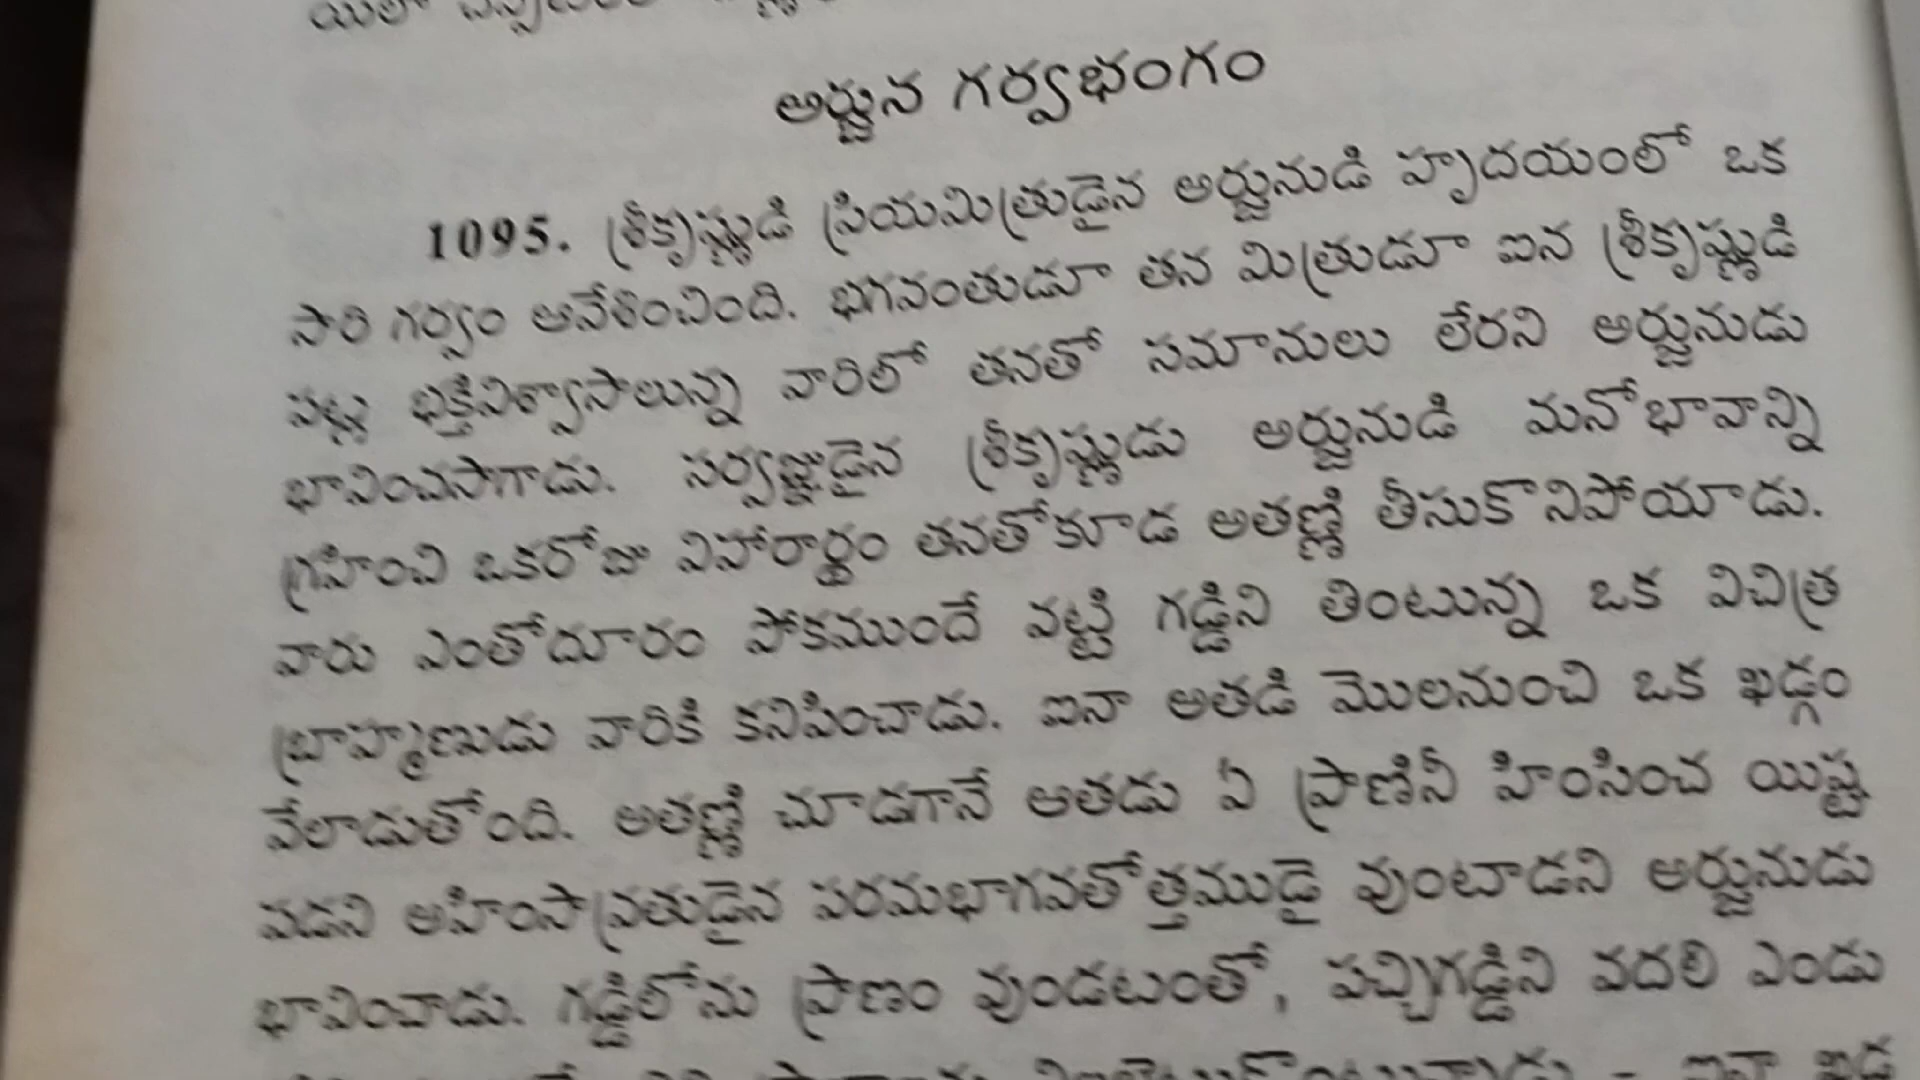 అర్జున గర్వభంగం
1095. శ్రీకృష్ణుడి ప్రియమిత్రుడైన అర్జునుడి హృదయంలో ఒక
సారి గర్వం ఆవేశించింది. భగవంతుడూ తన మిత్రుడూ ఐన శ్రీకృష్ణుడి
పట్ల భక్తివిశ్వాసాలున్న వారిలో తనతో సమానులు లేరని అర్జునుడు
భావించసాగాడు. సర్వజ్ఞుడైన శ్రీకృష్ణుడు అర్జునుడి మనోభావాన్ని
గ్రహించి ఒకరోజు విహారార్థం తనతోకూడ అతణ్ణి తీసుకొనిపోయాడు.
వారు ఎంతోదూరం పోకముందే వట్టి గడ్డిని తింటున్న ఒక విచిత్ర
బ్రాహ్మణుడు వారికి కనిపించాడు. ఐనా అతడి మొలనుంచి ఒక ఖడ్గం
వేలాడుతోంది. అతణ్ణి చూడగానే ఆతడు ఏ ప్రాణినీ హింసించ యిష్ట
పడని అహింసావ్రతుడైన పరమభాగవతోత్తముడై వుంటాడని అర్జునుడు
భావించాడు. గడ్డిలోను ప్రాణం వుండటంతో, పచ్చిగడ్డిని వదలి ఎండు